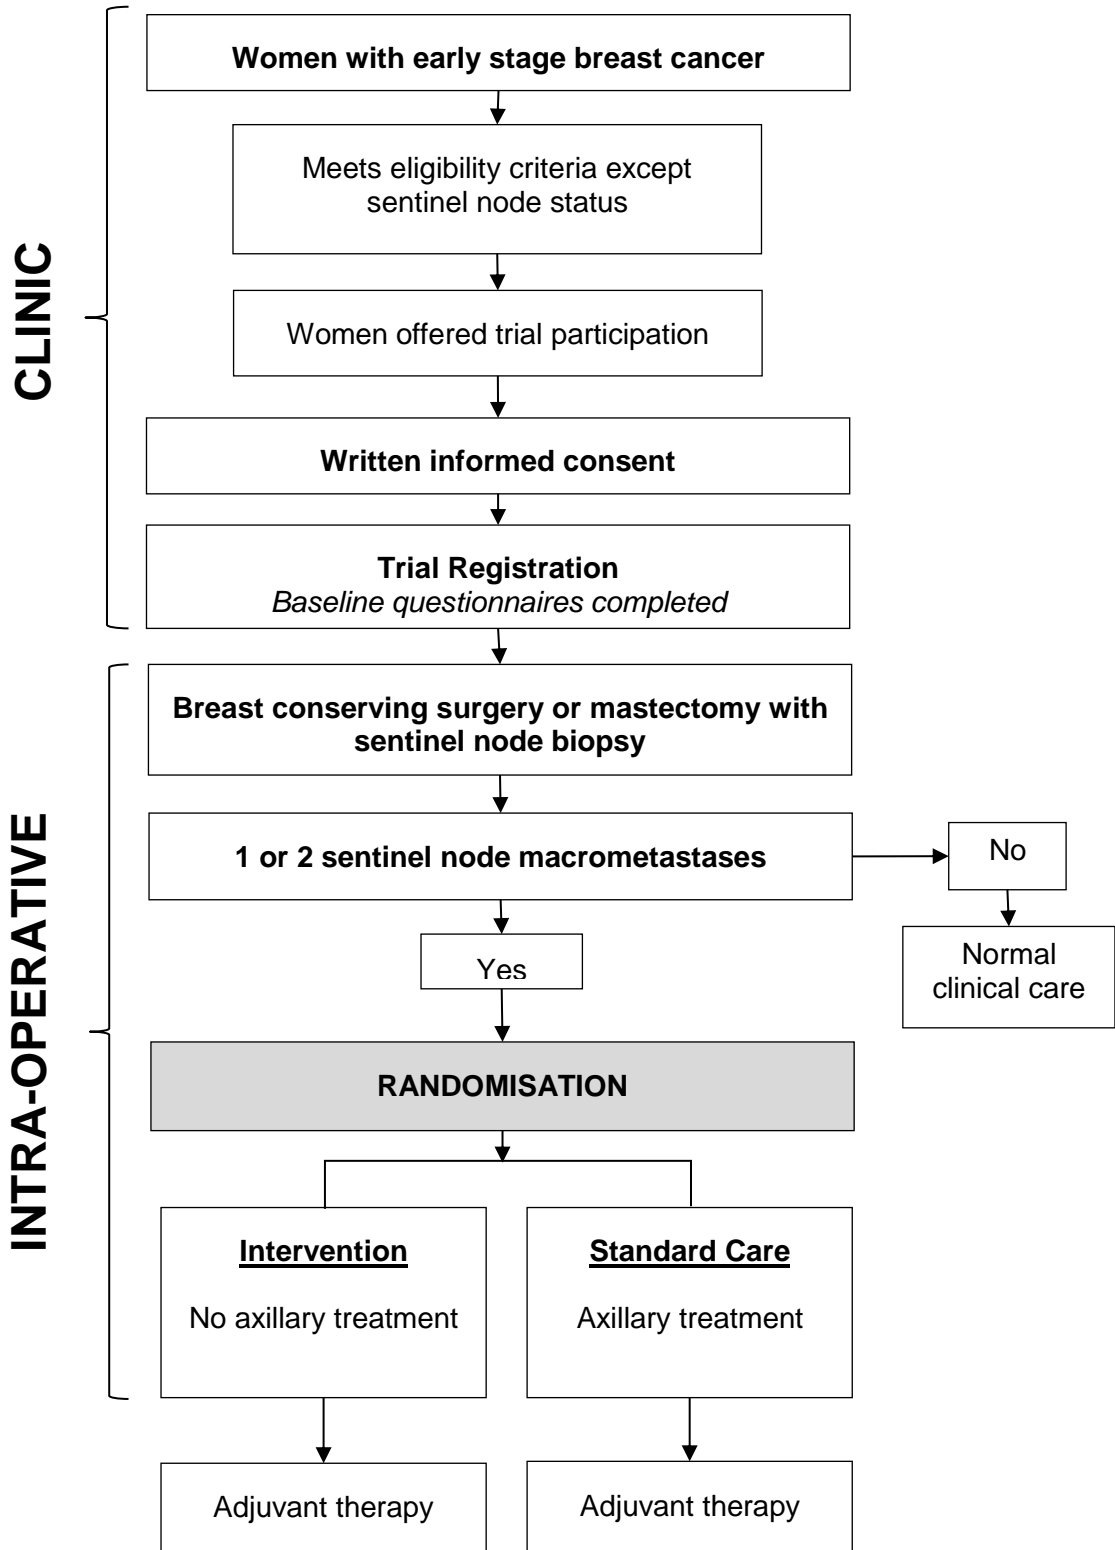 CLINIC
Women with early stage breast cancer
Meets eligibility criteria except
sentinel node status
Women offered trial participation
Written informed consent
Trial Registration
Baseline questionnaires completed
INTRA-OPERATIVE
Breast conserving surgery or mastectomy with
sentinel node biopsy
1 or 2 sentinel node macrometastases
No
Normal
clinical care
Yes
RANDOMISATION
Intervention
No axillary treatment
Standard Care
Axillary treatment
Adjuvant therapy
Adjuvant therapy